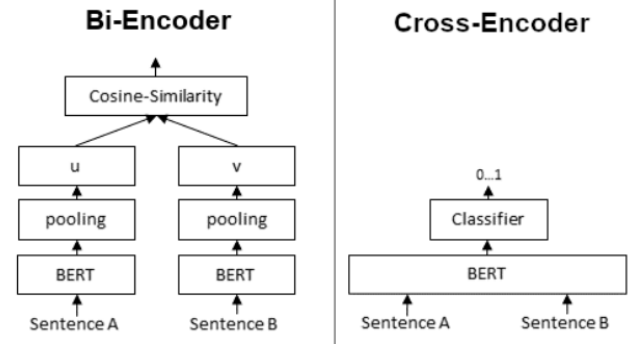 Bi-Encoder
Cosine-Similarity
u
v
pooling
pooling
BERT
BERT
Sentence A
Sentence B
Cross-Encoder
0...1
Classifier
BERT
Sentence A
Sentence B